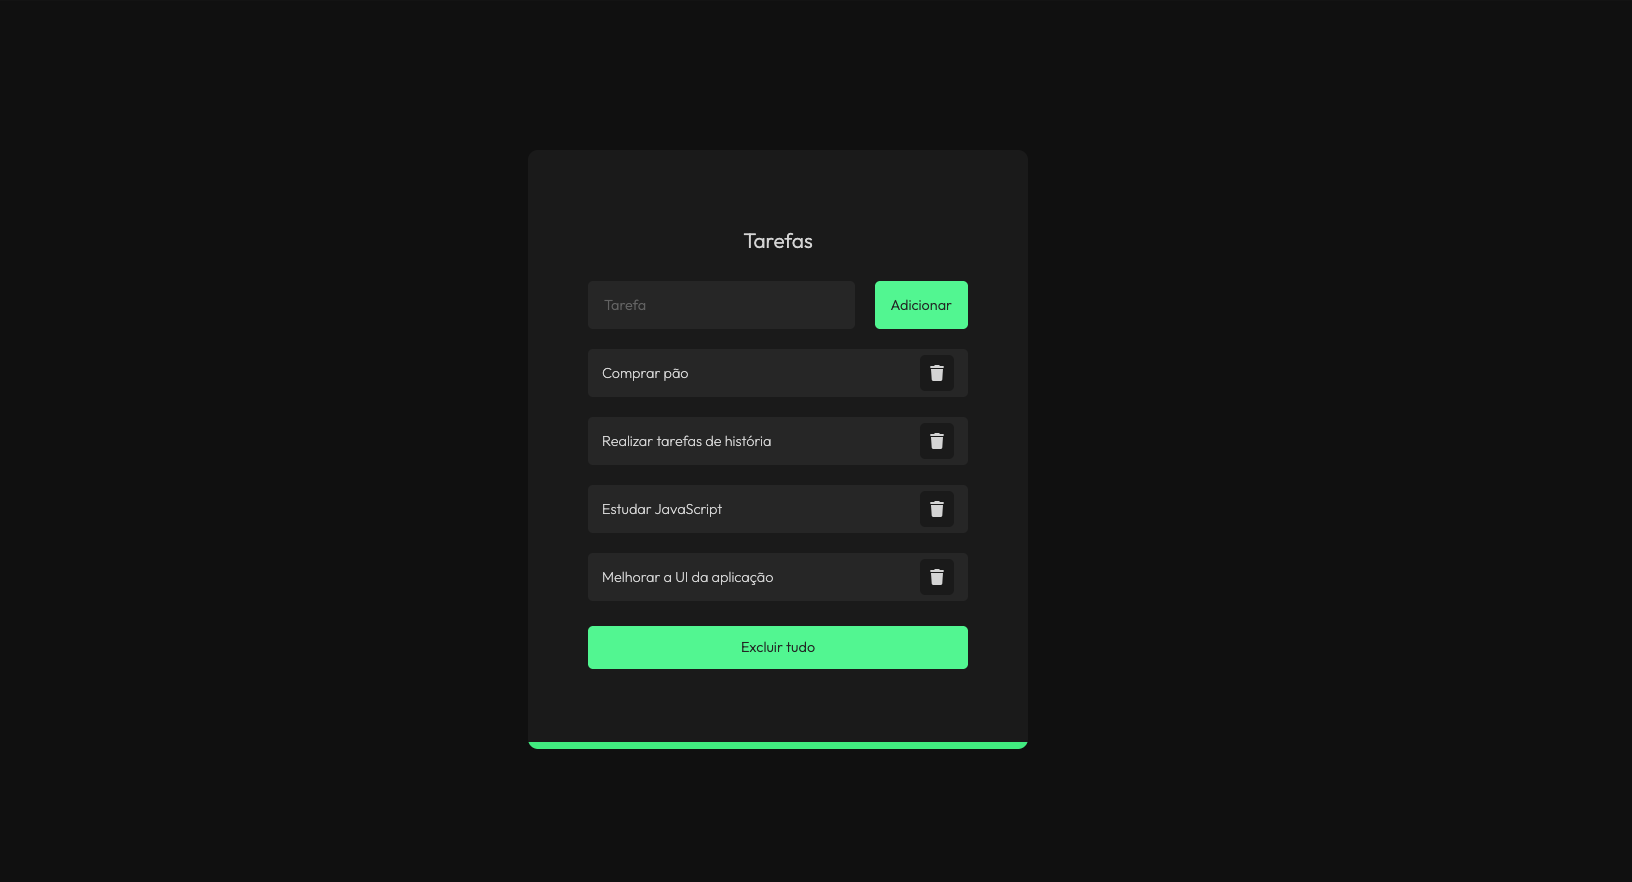 Tarefas
Tarefa
Adicionar
Comprar pão
Realizar tarefas de história
Estudar JavaScript
Melhorar a UI da aplicação
Excluir tudo